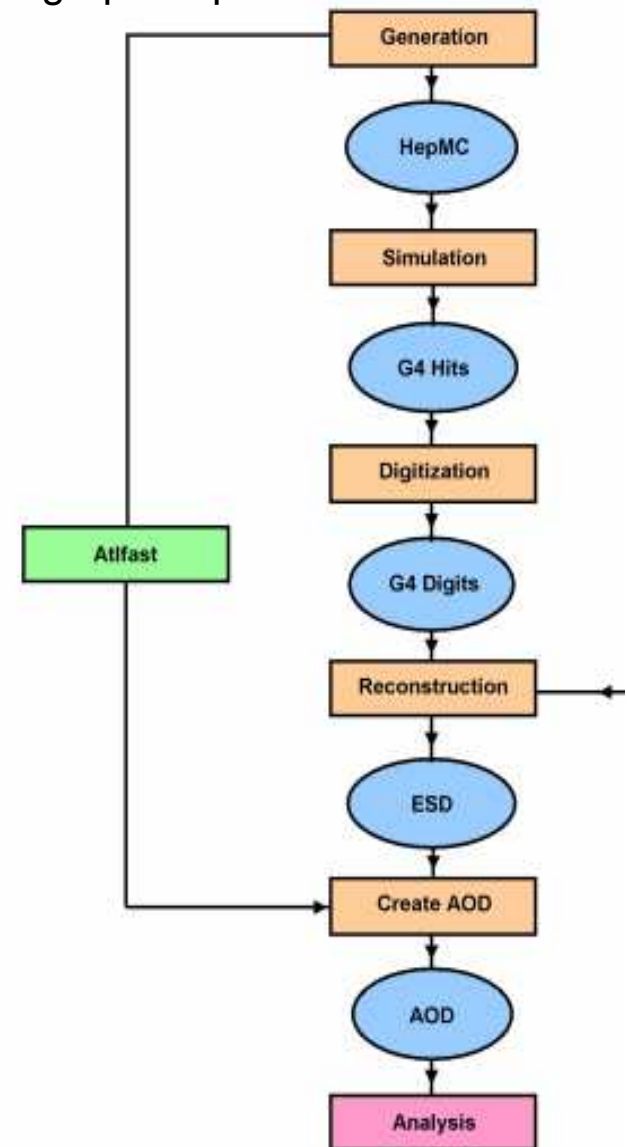 Generation
HepMC
Simulation
G4 Hits
Digitization
Atlfast
G4 Digits
Reconstruction
ESD
Create AOD
AOD
Analysis